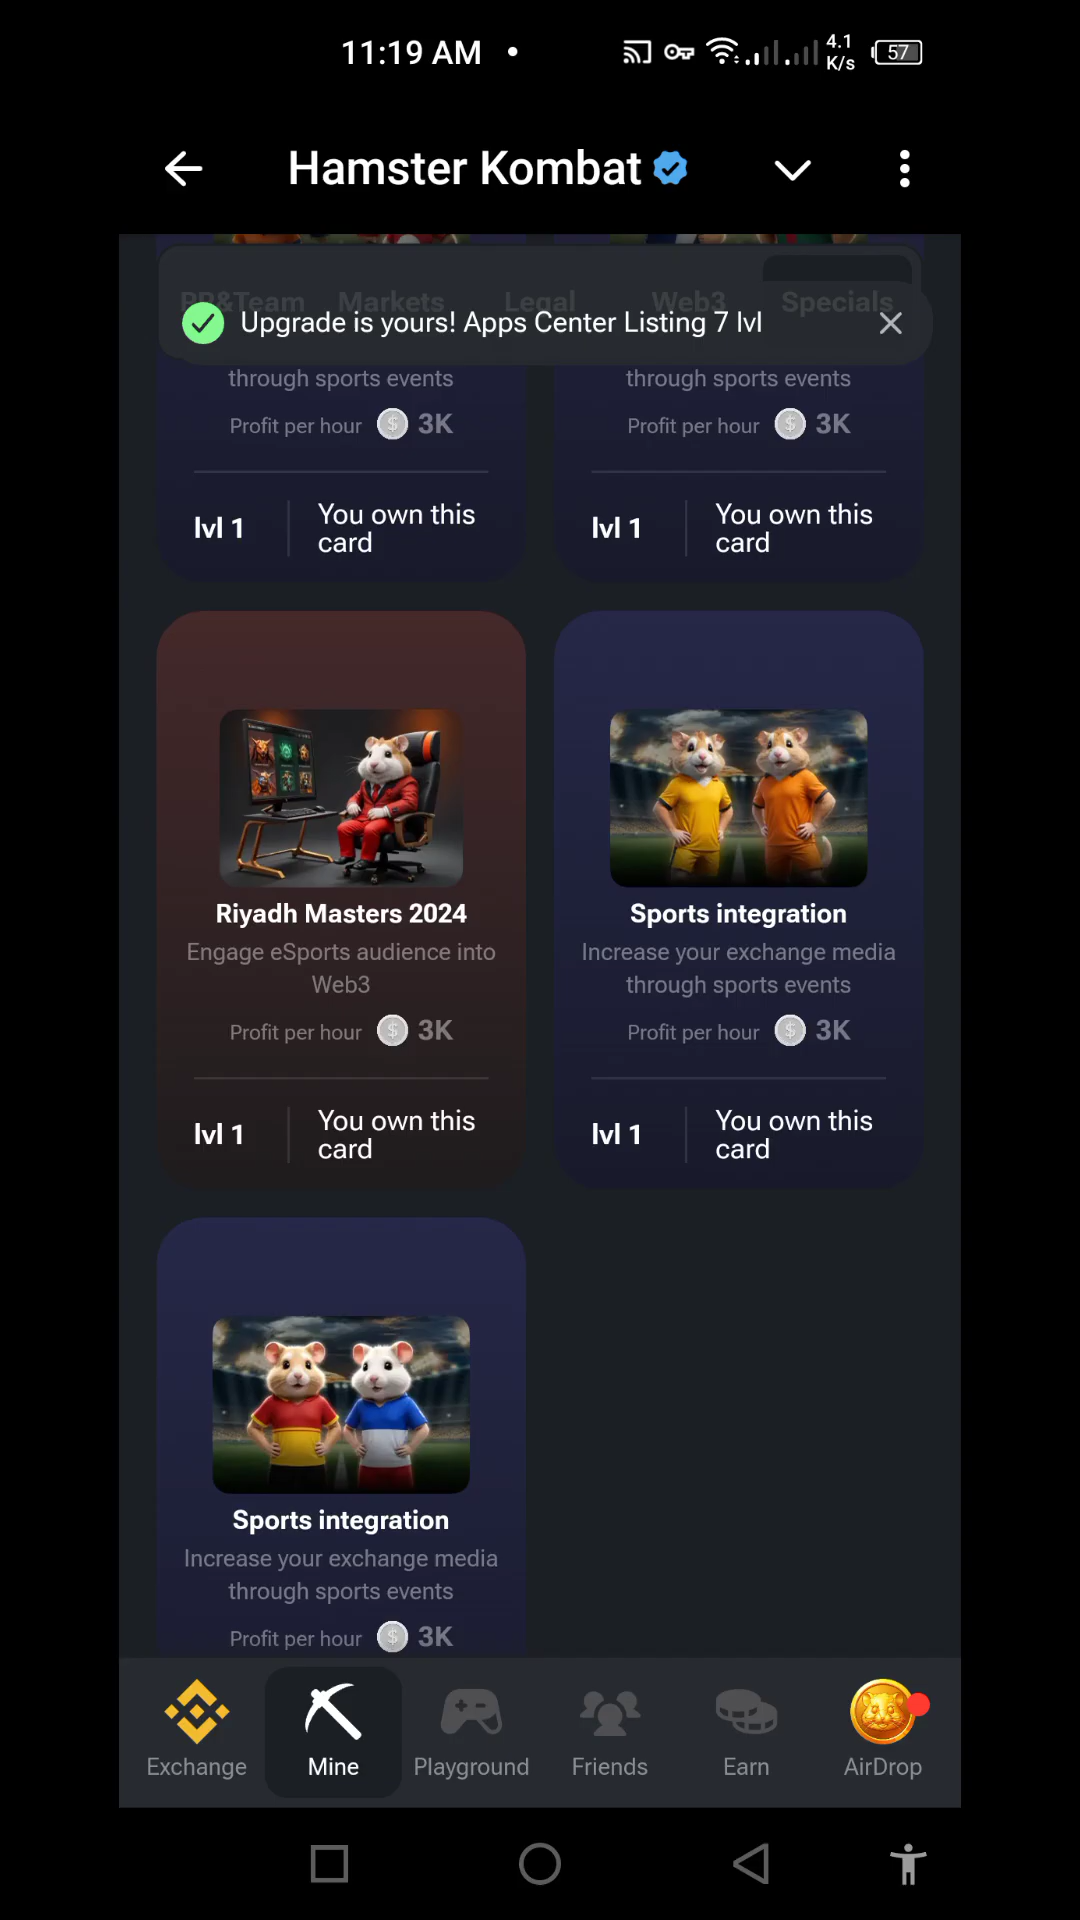 11:19 AM •
4.1
K/s
57
Hamster Kombat
PR&Team Markets Legal Web3 Specials
Upgrade is yours! Apps Center Listing 7 lvl
through sports events
Profit per hour $ 3K
lvl 1
You own this
card
through sports events
Profit per hour $ 3K
lvl 1
You own this
card
Riyadh Masters 2024
Engage eSports audience into
Web3
Profit per hour $ 3K
lvl 1
You own this
card
Sports integration
Increase your exchange media
through sports events
Profit per hour $ 3K
lvl 1
You own this
card
Sports integration
Increase your exchange media
through sports events
Profit per hour $ 3K
Exchange
Mine
Playground
Friends
Earn
AirDrop